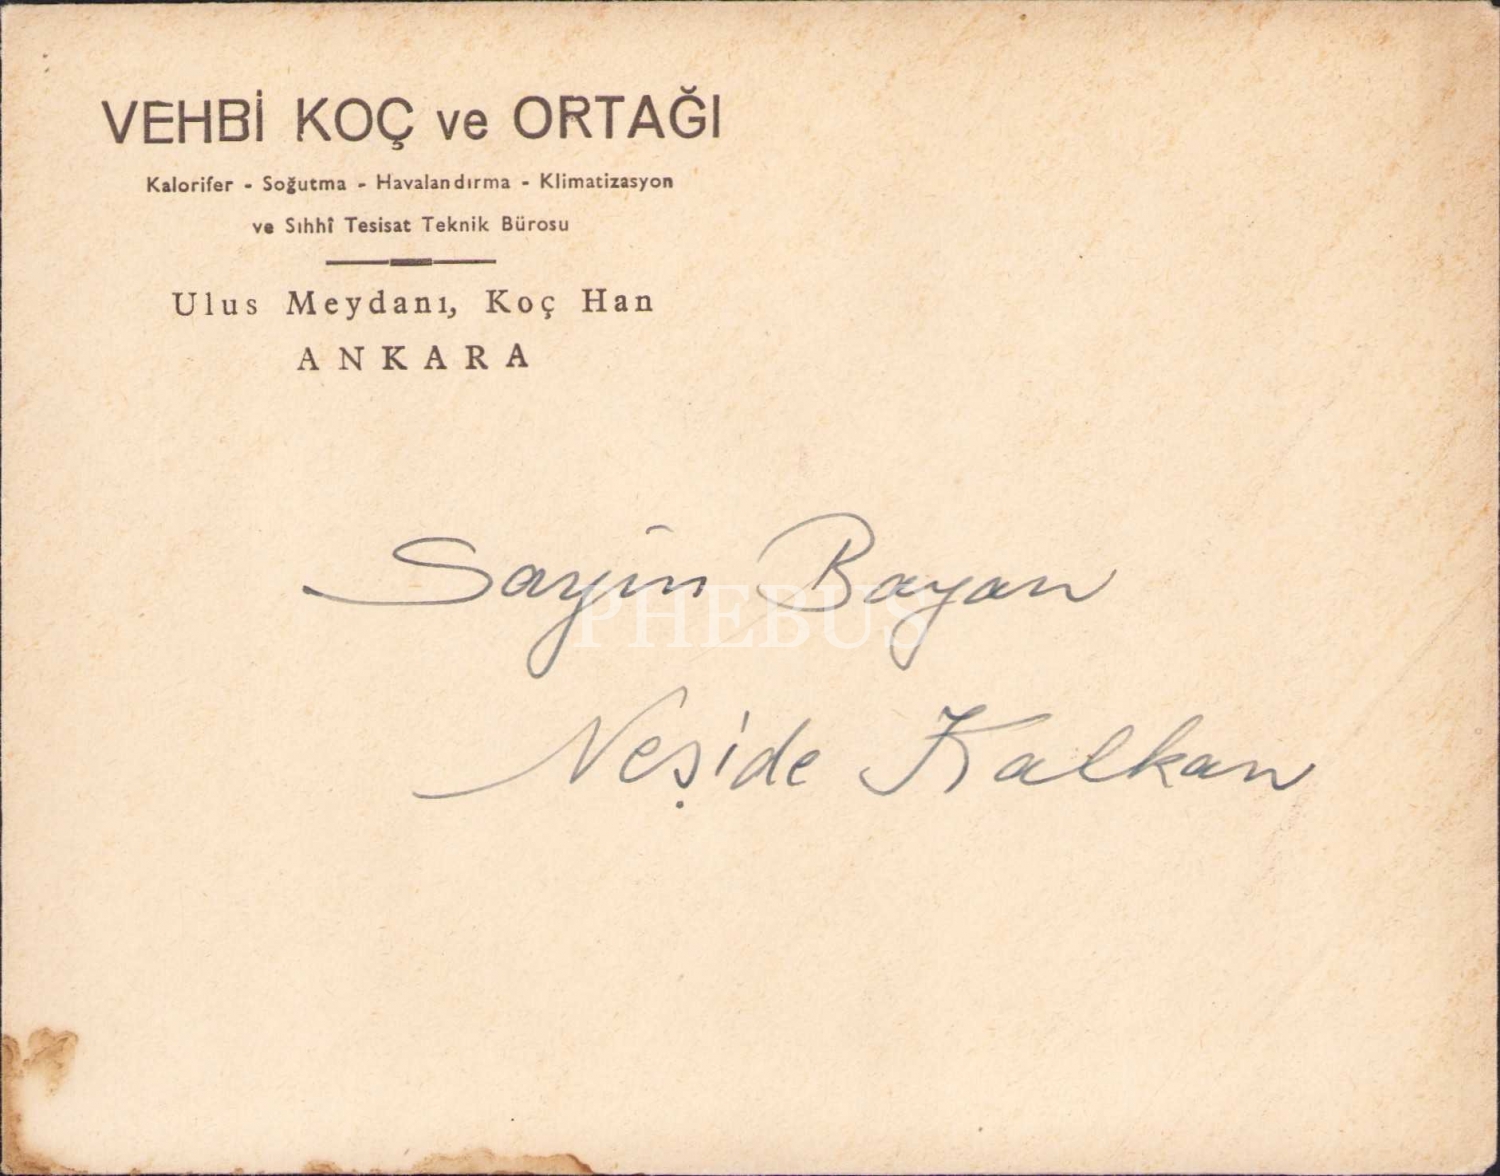 VEHBİ KOÇ ve ORTAĞI
Kalorifer - Soğutma - Havalandırma - Klimatizasyon
ve Sıhhî Tesisat Teknik Bürosu
Ulus Meydanı, Koç Han
ANKARA
Sayın Bayan
PHEBUS
Neşide Kalkan